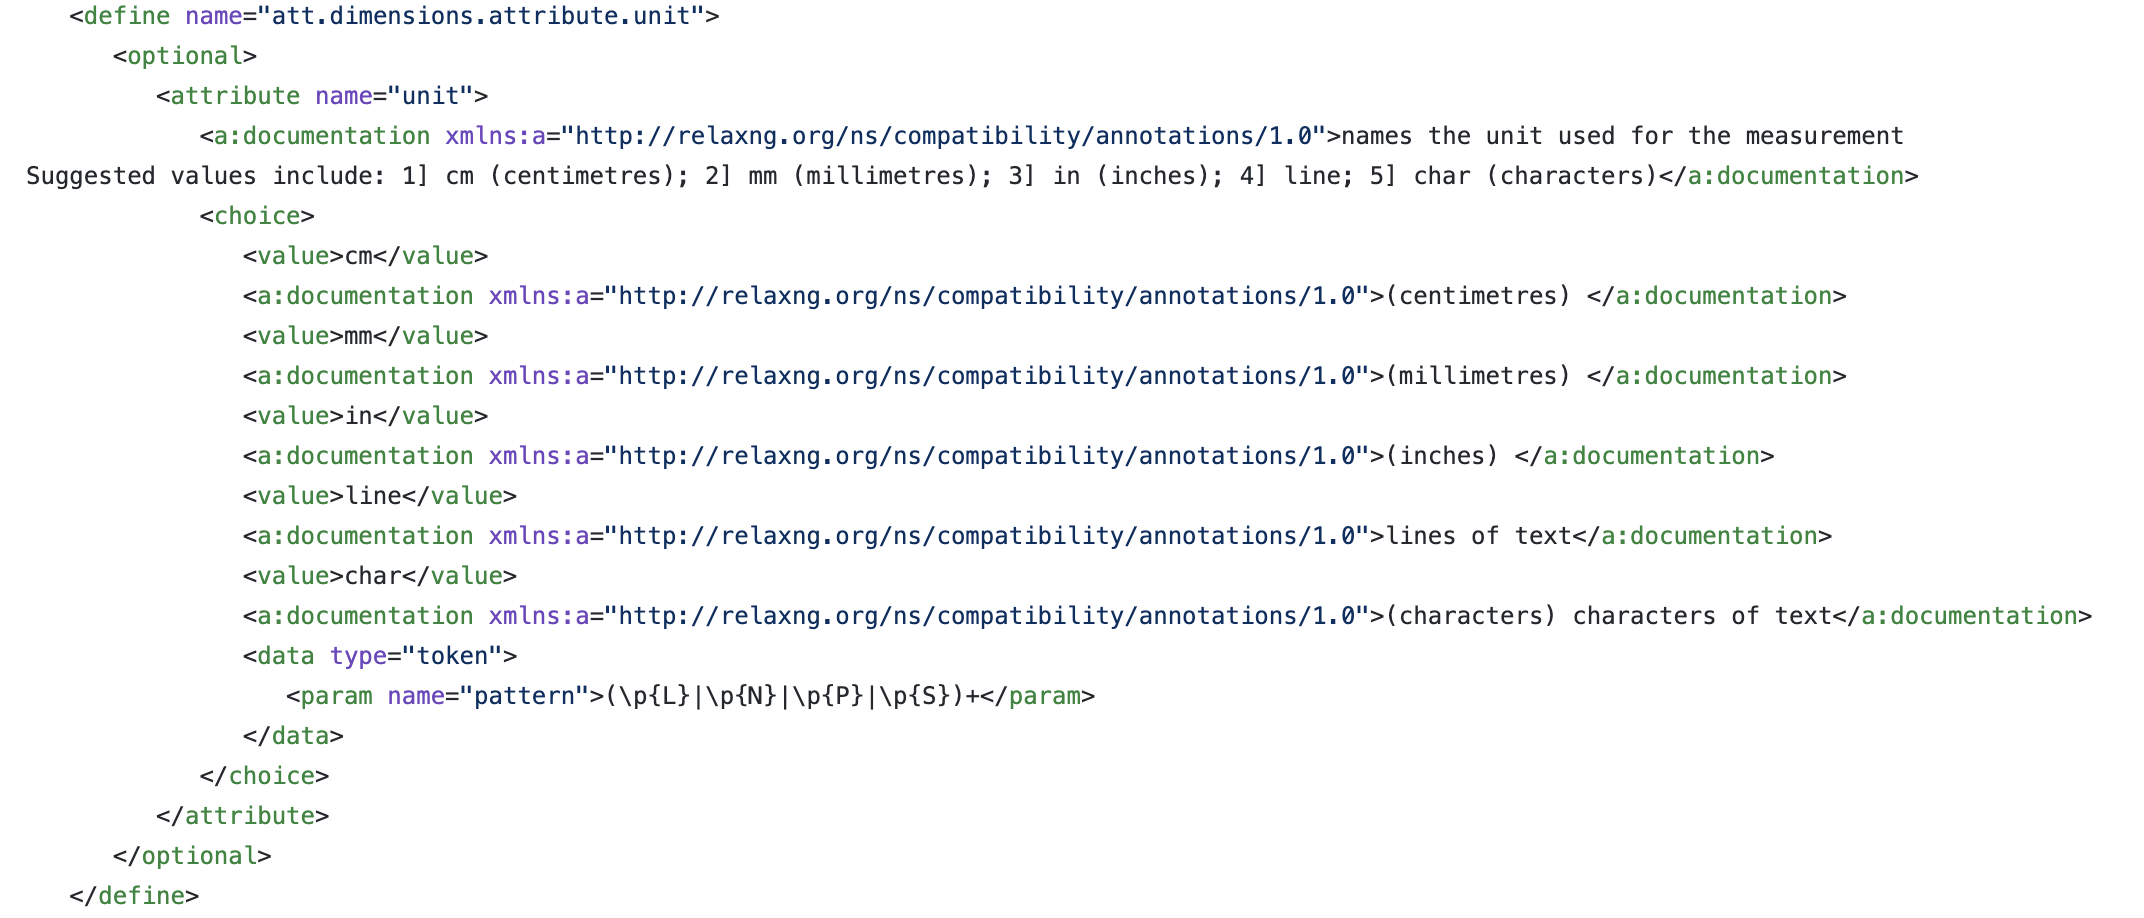 <define name="att.dimensions.attribute.unit">
<optional>
<attribute name="unit">
<a:documentation xmlns:a="http://relaxng.org/ns/compatibility/annotations/1.0">names the unit used for the measurement
Suggested values include: 1] cm (centimetres); 2] mm (millimetres); 3] in (inches); 4] line; 5] char (characters)</a:documentation>
<choice>
<value>cm</value>
<a:documentation xmlns:a="http://relaxng.org/ns/compatibility/annotations/1.0">(centimetres) </a:documentation>
<value>mm</value>
<a:documentation xmlns:a="http://relaxng.org/ns/compatibility/annotations/1.0">(millimetres) </a:documentation>
<value>in</value>
<a:documentation xmlns:a="http://relaxng.org/ns/compatibility/annotations/1.0">(inches) </a:documentation>
<value>line</value>
<a:documentation xmlns:a="http://relaxng.org/ns/compatibility/annotations/1.0">lines of text</a:documentation>
<value>char</value>
<a:documentation xmlns:a="http://relaxng.org/ns/compatibility/annotations/1.0">(characters) characters of text</a:documentation>
<data type="token">
<param name="pattern">(\p{L}|\p{N}|\p{P}|\p{S})+</param>
</data>
</choice>
</attribute>
</optional>
</define>